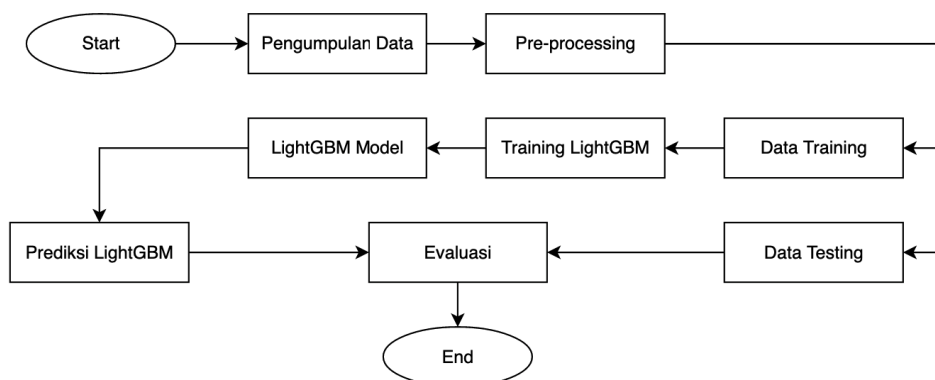 Start
Pengumpulan Data
Pre-processing
LightGBM Model
Training LightGBM
Data Training
Prediksi LightGBM
Evaluasi
Data Testing
End